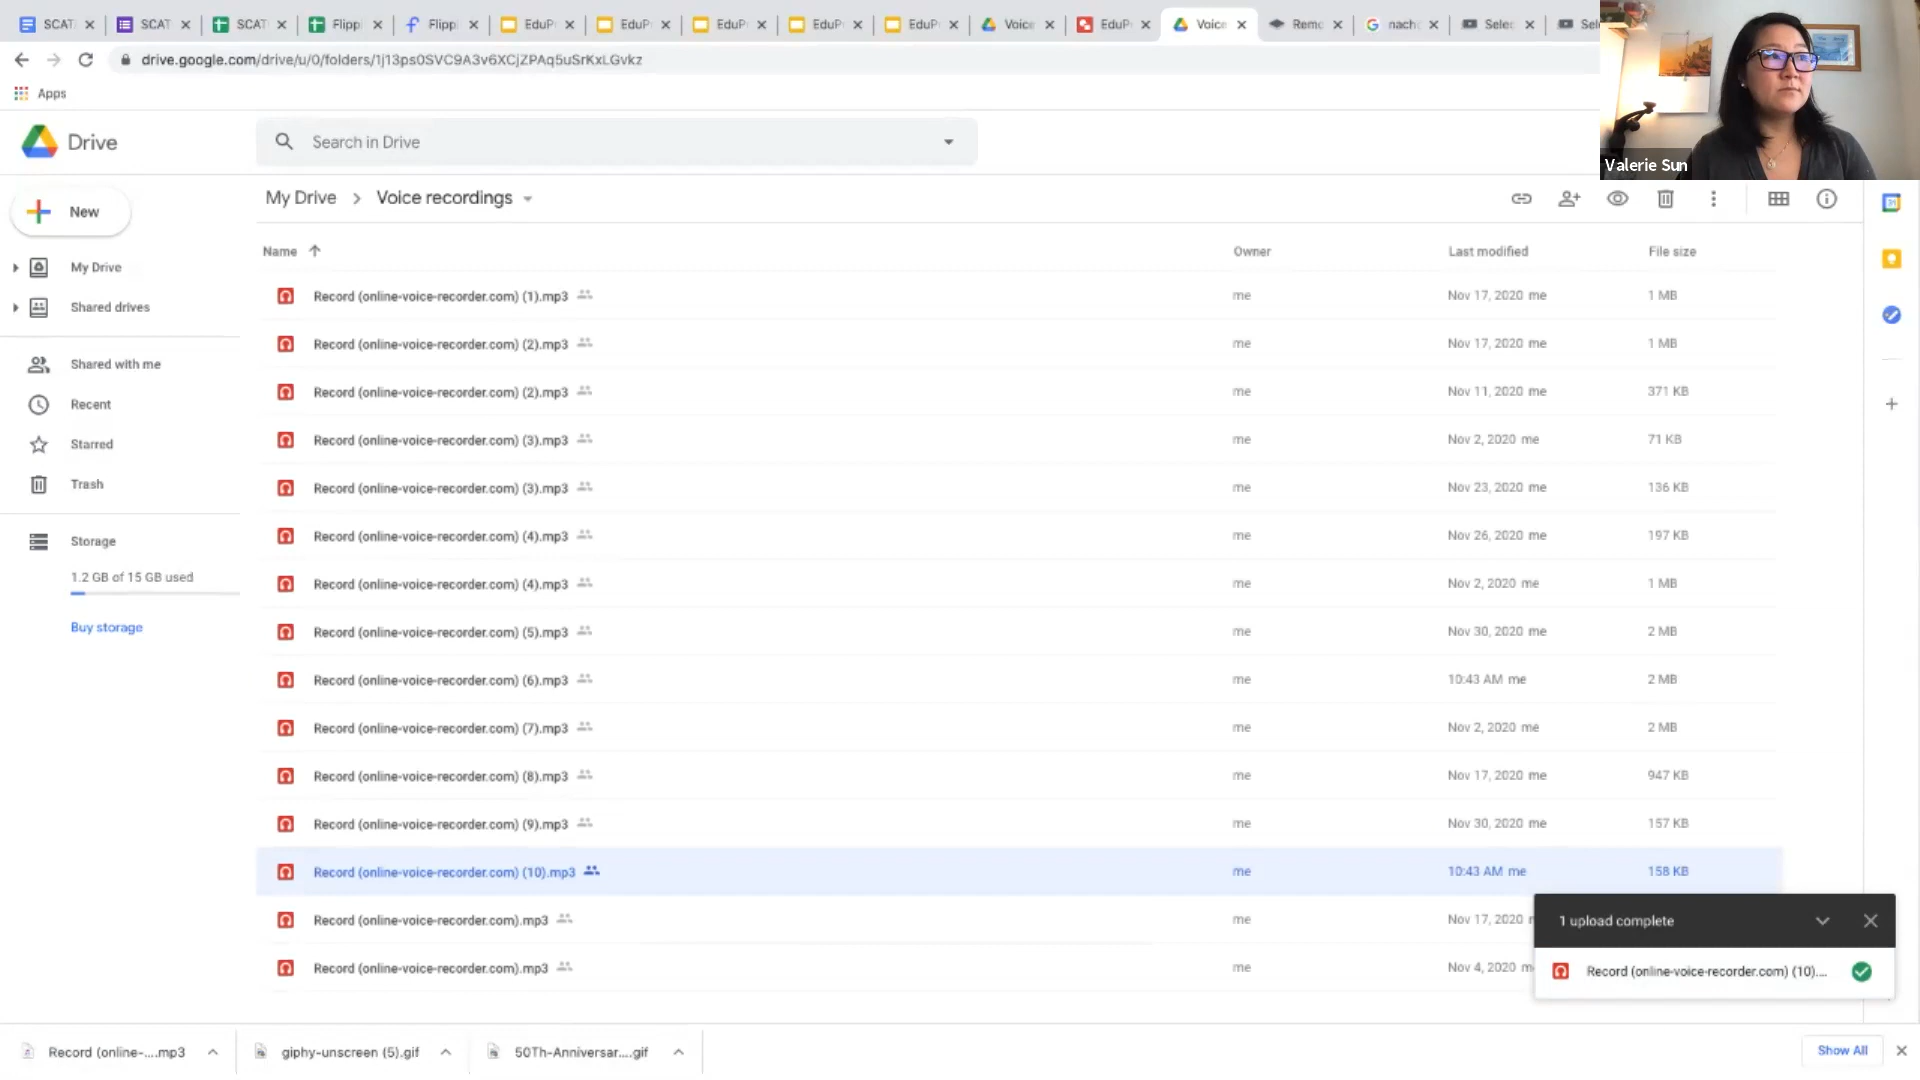 SCAT
SCAT
SCAT
Flipp
Flipp
EduPr
EduPr
EduPr
EduPr
EduPr
Voice
EduPr
Voice
Remo
nach
Selec
drive.google.com/drive/u/0/folders/1j13ps0SVC9A3v6XCjZPAq5uSrKxLGvkz
Apps
Drive
Search in Drive
Valerie Sun
New
My Drive
Shared drives
Shared with me
Recent
Starred
Trash
Storage
1.2 GB of 15 GB used
Buy storage
My Drive > Voice recordings
Name Owner Last modified File size
Record (online-voice-recorder.com) (1).mp3 me Nov 17, 2020 me 1 MB
Record (online-voice-recorder.com) (2).mp3 me Nov 17, 2020 me 1 MB
Record (online-voice-recorder.com) (2).mp3 me Nov 11, 2020 me 371 KB
Record (online-voice-recorder.com) (3).mp3 me Nov 2, 2020 me 71 KB
Record (online-voice-recorder.com) (3).mp3 me Nov 23, 2020 me 136 KB
Record (online-voice-recorder.com) (4).mp3 me Nov 26, 2020 me 197 KB
Record (online-voice-recorder.com) (4).mp3 me Nov 2, 2020 me 1 MB
Record (online-voice-recorder.com) (5).mp3 me Nov 30, 2020 me 2 MB
Record (online-voice-recorder.com) (6).mp3 me 10:43 AM me 2 MB
Record (online-voice-recorder.com) (7).mp3 me Nov 2, 2020 me 2 MB
Record (online-voice-recorder.com) (8).mp3 me Nov 17, 2020 me 947 KB
Record (online-voice-recorder.com) (9).mp3 me Nov 30, 2020 me 157 KB
Record (online-voice-recorder.com) (10).mp3 me 10:43 AM me 158 KB
Record (online-voice-recorder.com).mp3 me Nov 17, 2020
Record (online-voice-recorder.com).mp3 me Nov 4, 2020
1 upload complete
Record (online-voice-recorder.com) (10)....
Record (online-....mp3
giphy-unscreen (5).gif
50Th-Anniversar....gif
Show All